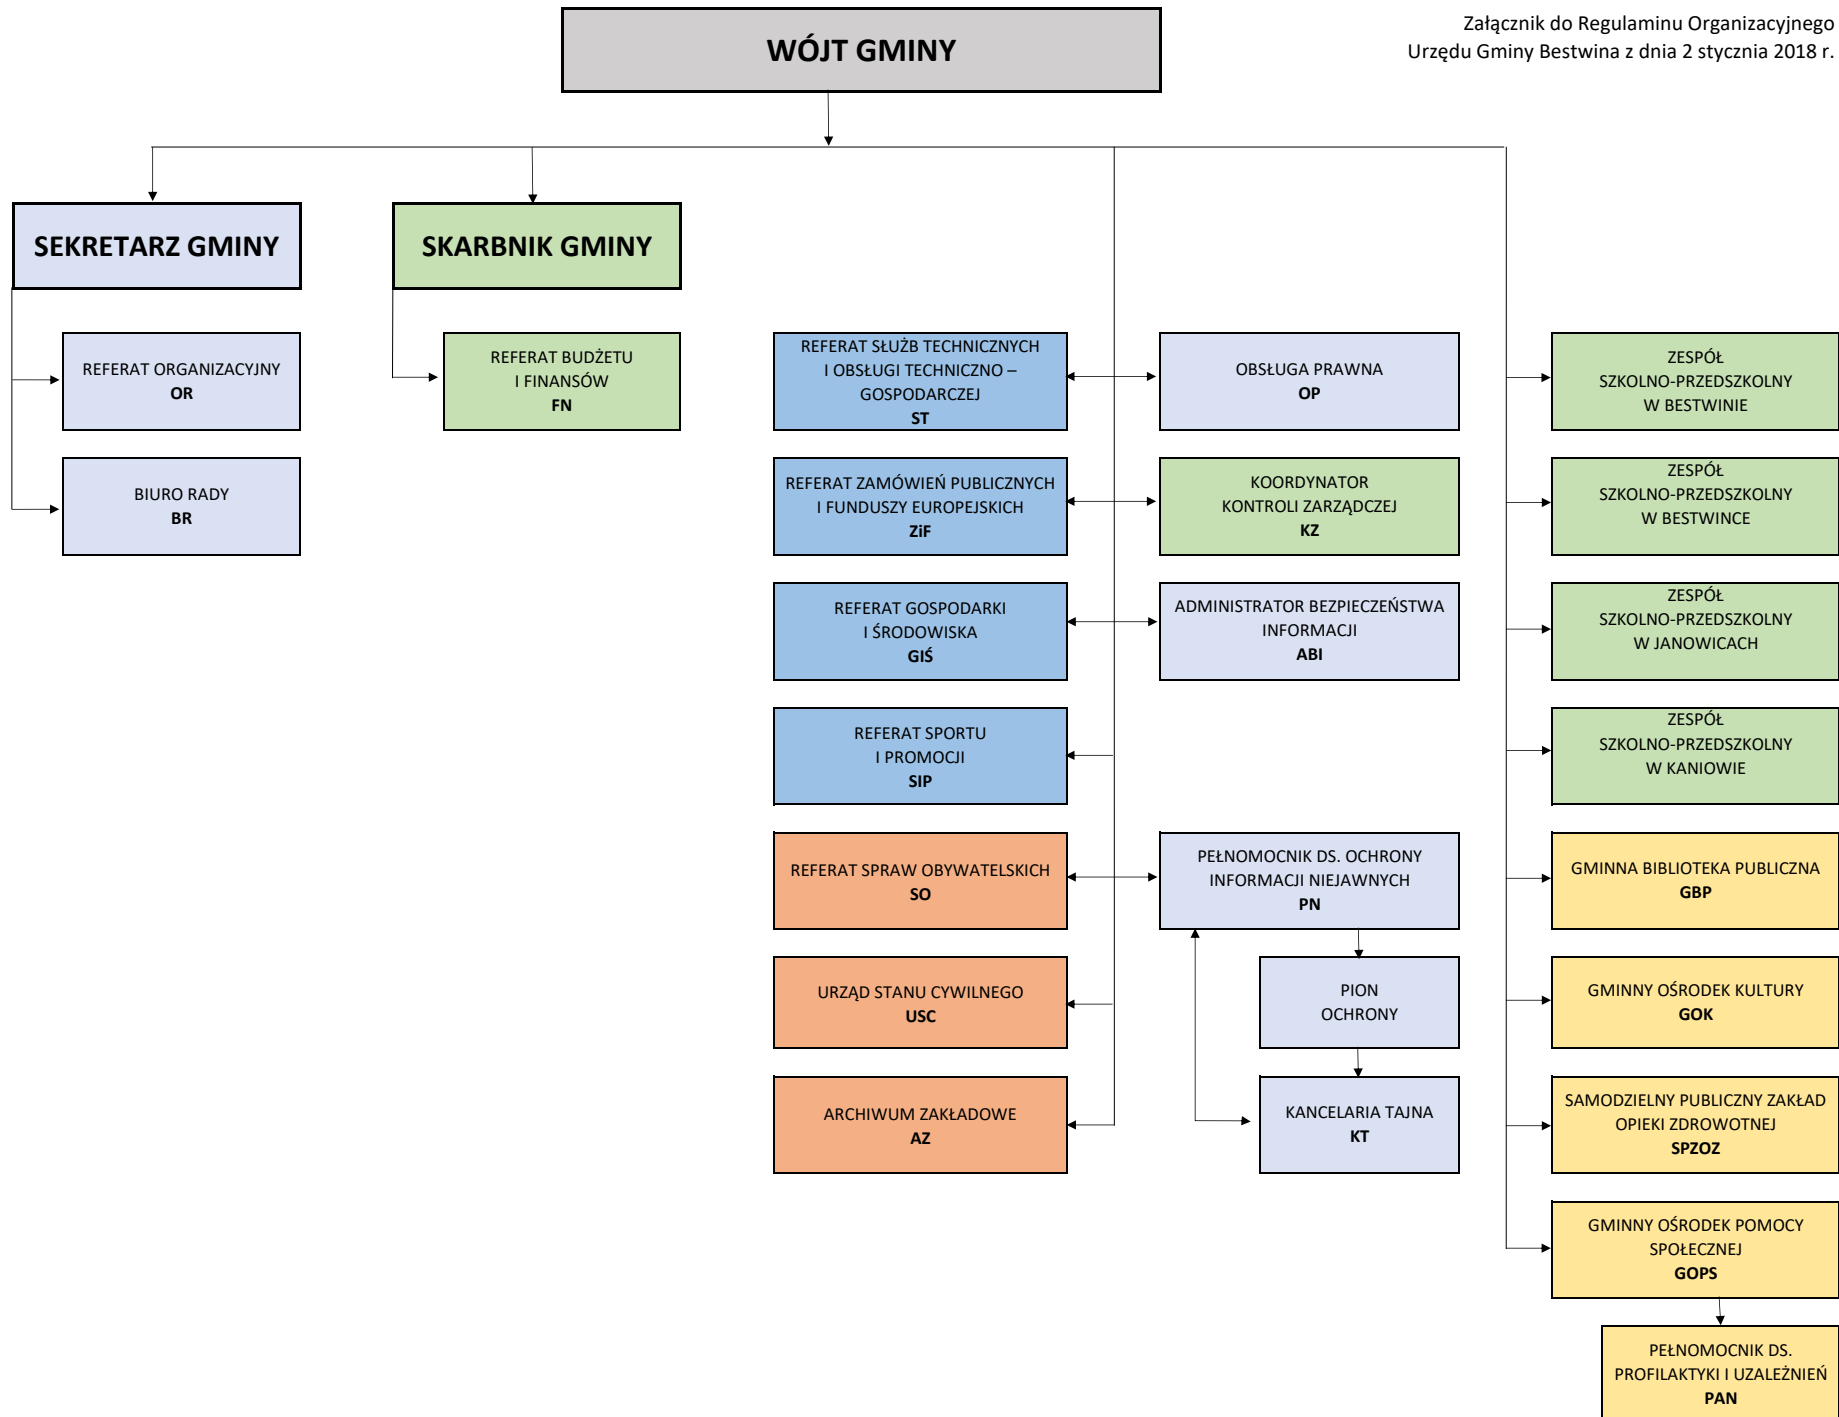 WÓJT GMINY
Załącznik do Regulaminu Organizacyjnego
Urzędu Gminy Bestwina z dnia 2 stycznia 2018 r.
SEKRETARZ GMINY
SKARBNIK GMINY
REFERAT ORGANIZACYJNY
OR
BIURO RADY
BR
REFERAT BUDŻETU
I FINANSÓW
FN
REFERAT SŁUŻB TECHNICZNYCH
I OBSŁUGI TECHNICZNO –
GOSPODARCZEJ
ST
REFERAT ZAMÓWIEŃ PUBLICZNYCH
I FUNDUSZY EUROPEJSKICH
ZiF
REFERAT GOSPODARKI
I ŚRODOWISKA
GIŚ
REFERAT SPORTU
I PROMOCJI
SIP
REFERAT SPRAW OBYWATELSKICH
SO
URZĄD STANU CYWILNEGO
USC
ARCHIWUM ZAKŁADOWE
AZ
OBSŁUGA PRAWNA
OP
KOORDYNATOR
KONTROLI ZARZĄDCZEJ
KZ
ADMINISTRATOR BEZPIECZEŃSTWA
INFORMACJI
ABI
PEŁNOMOCNIK DS. OCHRONY
INFORMACJI NIEJAWNYCH
PN
PION
OCHRONY
KANCELARIA TAJNA
KT
ZESPÓŁ
SZKOLNO-PRZEDSZKOLNY
W BESTWINIE
ZESPÓŁ
SZKOLNO-PRZEDSZKOLNY
W BESTWINCE
ZESPÓŁ
SZKOLNO-PRZEDSZKOLNY
W JANOWICACH
ZESPÓŁ
SZKOLNO-PRZEDSZKOLNY
W KANIOWIE
GMINNA BIBLIOTEKA PUBLICZNA
GBP
GMINNY OŚRODEK KULTURY
GOK
SAMODZIELNY PUBLICZNY ZAKŁAD
OPIEKI ZDROWOTNEJ
SPZOZ
GMINNY OŚRODEK POMOCY
SPOŁECZNEJ
GOPS
PEŁNOMOCNIK DS.
PROFILAKTYKI I UZALEŻNIEŃ
PAN